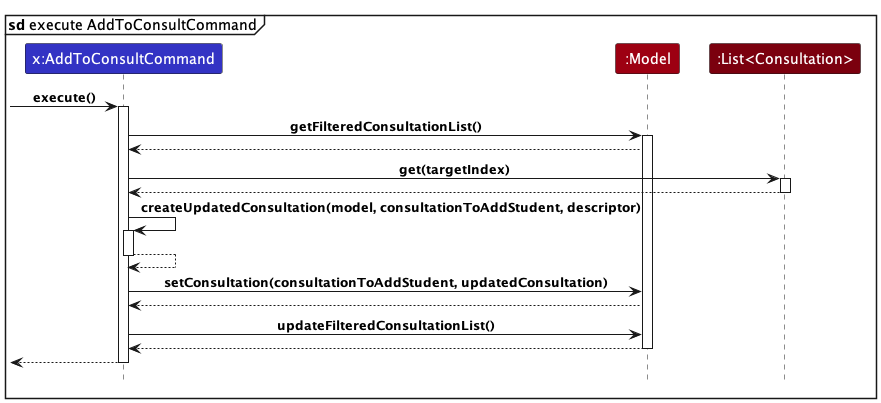 sd execute AddToConsultCommand
x:AddToConsultCommand :Model :List<Consultation>
execute()
getFilteredConsultationList()
get(targetIndex)
createUpdatedConsultation(model, consultationToAddStudent, descriptor)
setConsultation(consultationToAddStudent, updatedConsultation)
updateFilteredConsultationList()